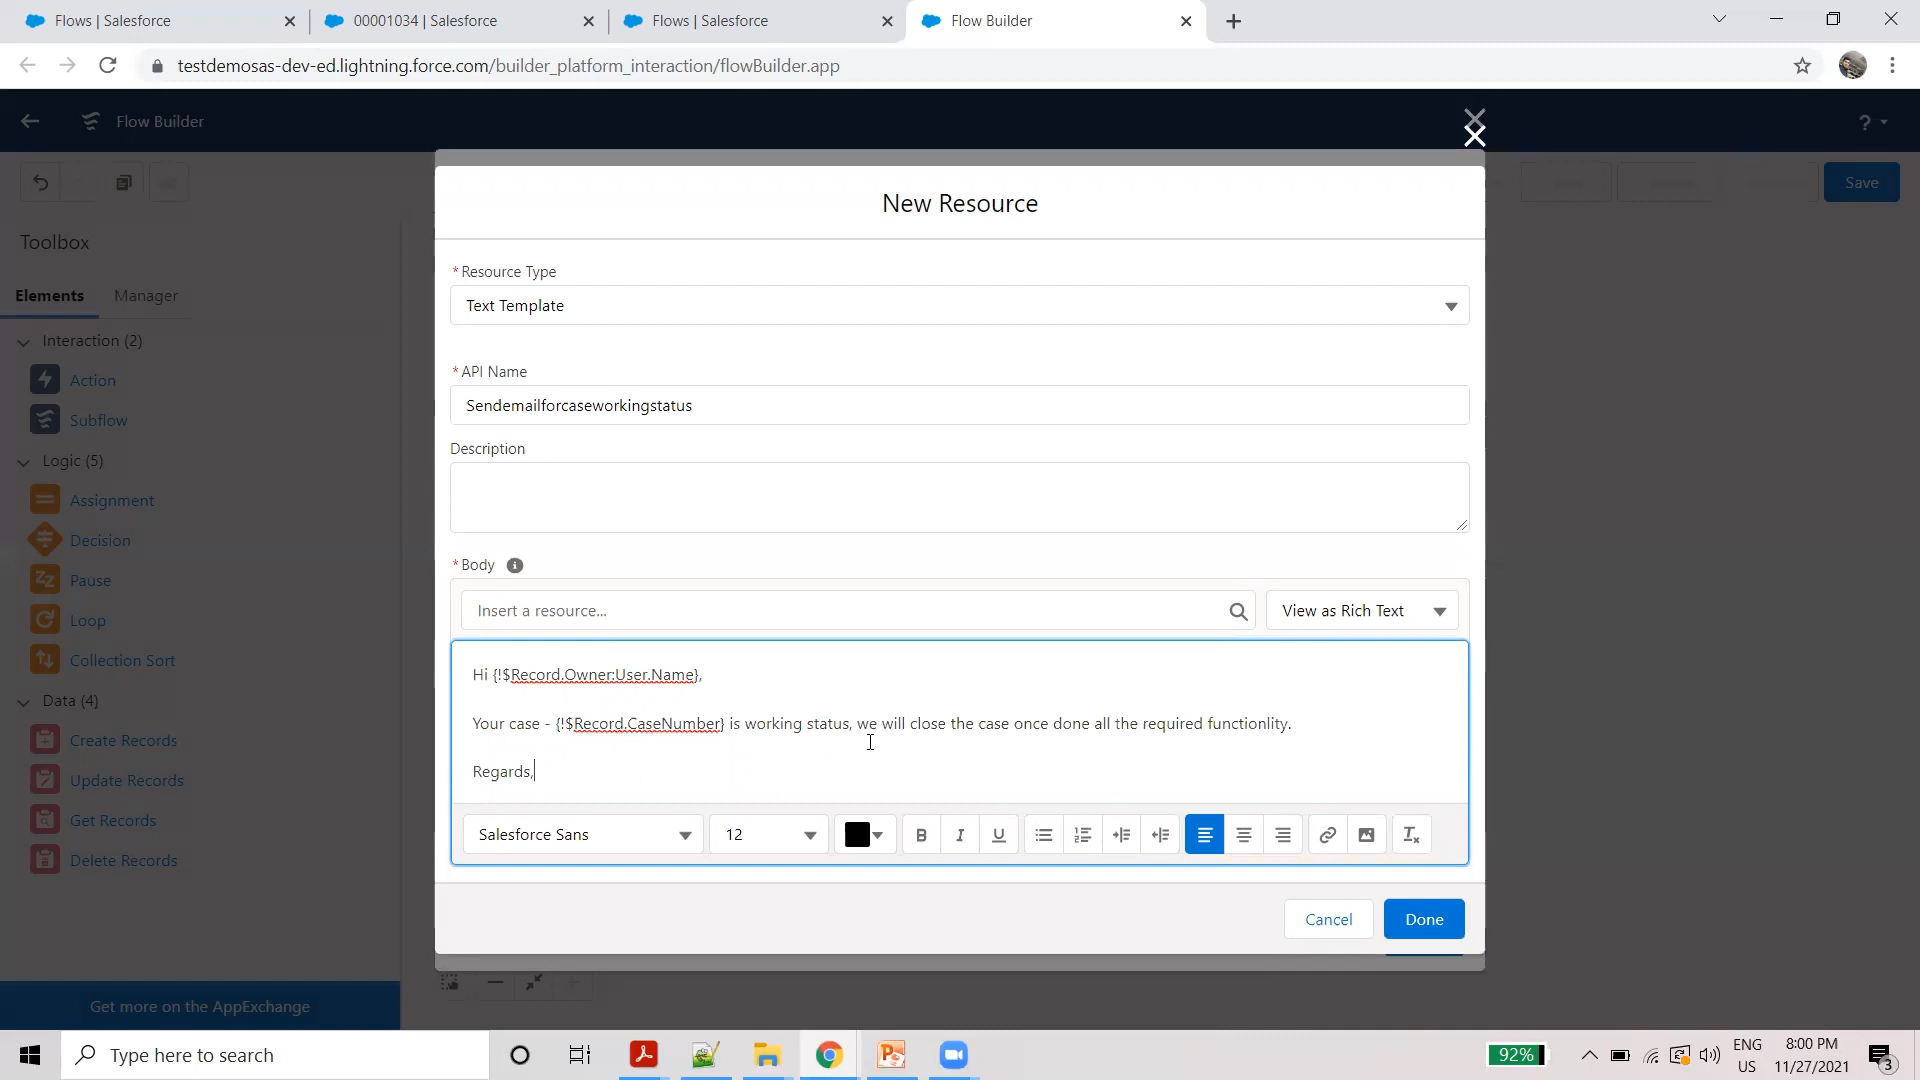 Flows | Salesforce
00001034 | Salesforce
Flows | Salesforce
Flow Builder
testdemosas-dev-ed.lightning.force.com/builder_platform_interaction/flowBuilder.app
Flow Builder
?
Save
Toolbox
Elements
Manager
Interaction (2)
Action
Subflow
Logic (5)
Assignment
Decision
Pause
Loop
Collection Sort
Data (4)
Create Records
Update Records
Get Records
Delete Records
Get more on the AppExchange
New Resource
* Resource Type
Text Template
* API Name
Sendemailforcaseworkingstatus
Description
* Body
Insert a resource...
View as Rich Text
Hi {!$Record.Owner:User.Name},
Your case - {!$Record.CaseNumber} is working status, we will close the case once done all the required functionlity.
Regards,
Salesforce Sans
12
B I U
Cancel
Done
Type here to search
92%
ENG
US
8:00 PM
11/27/2021
3